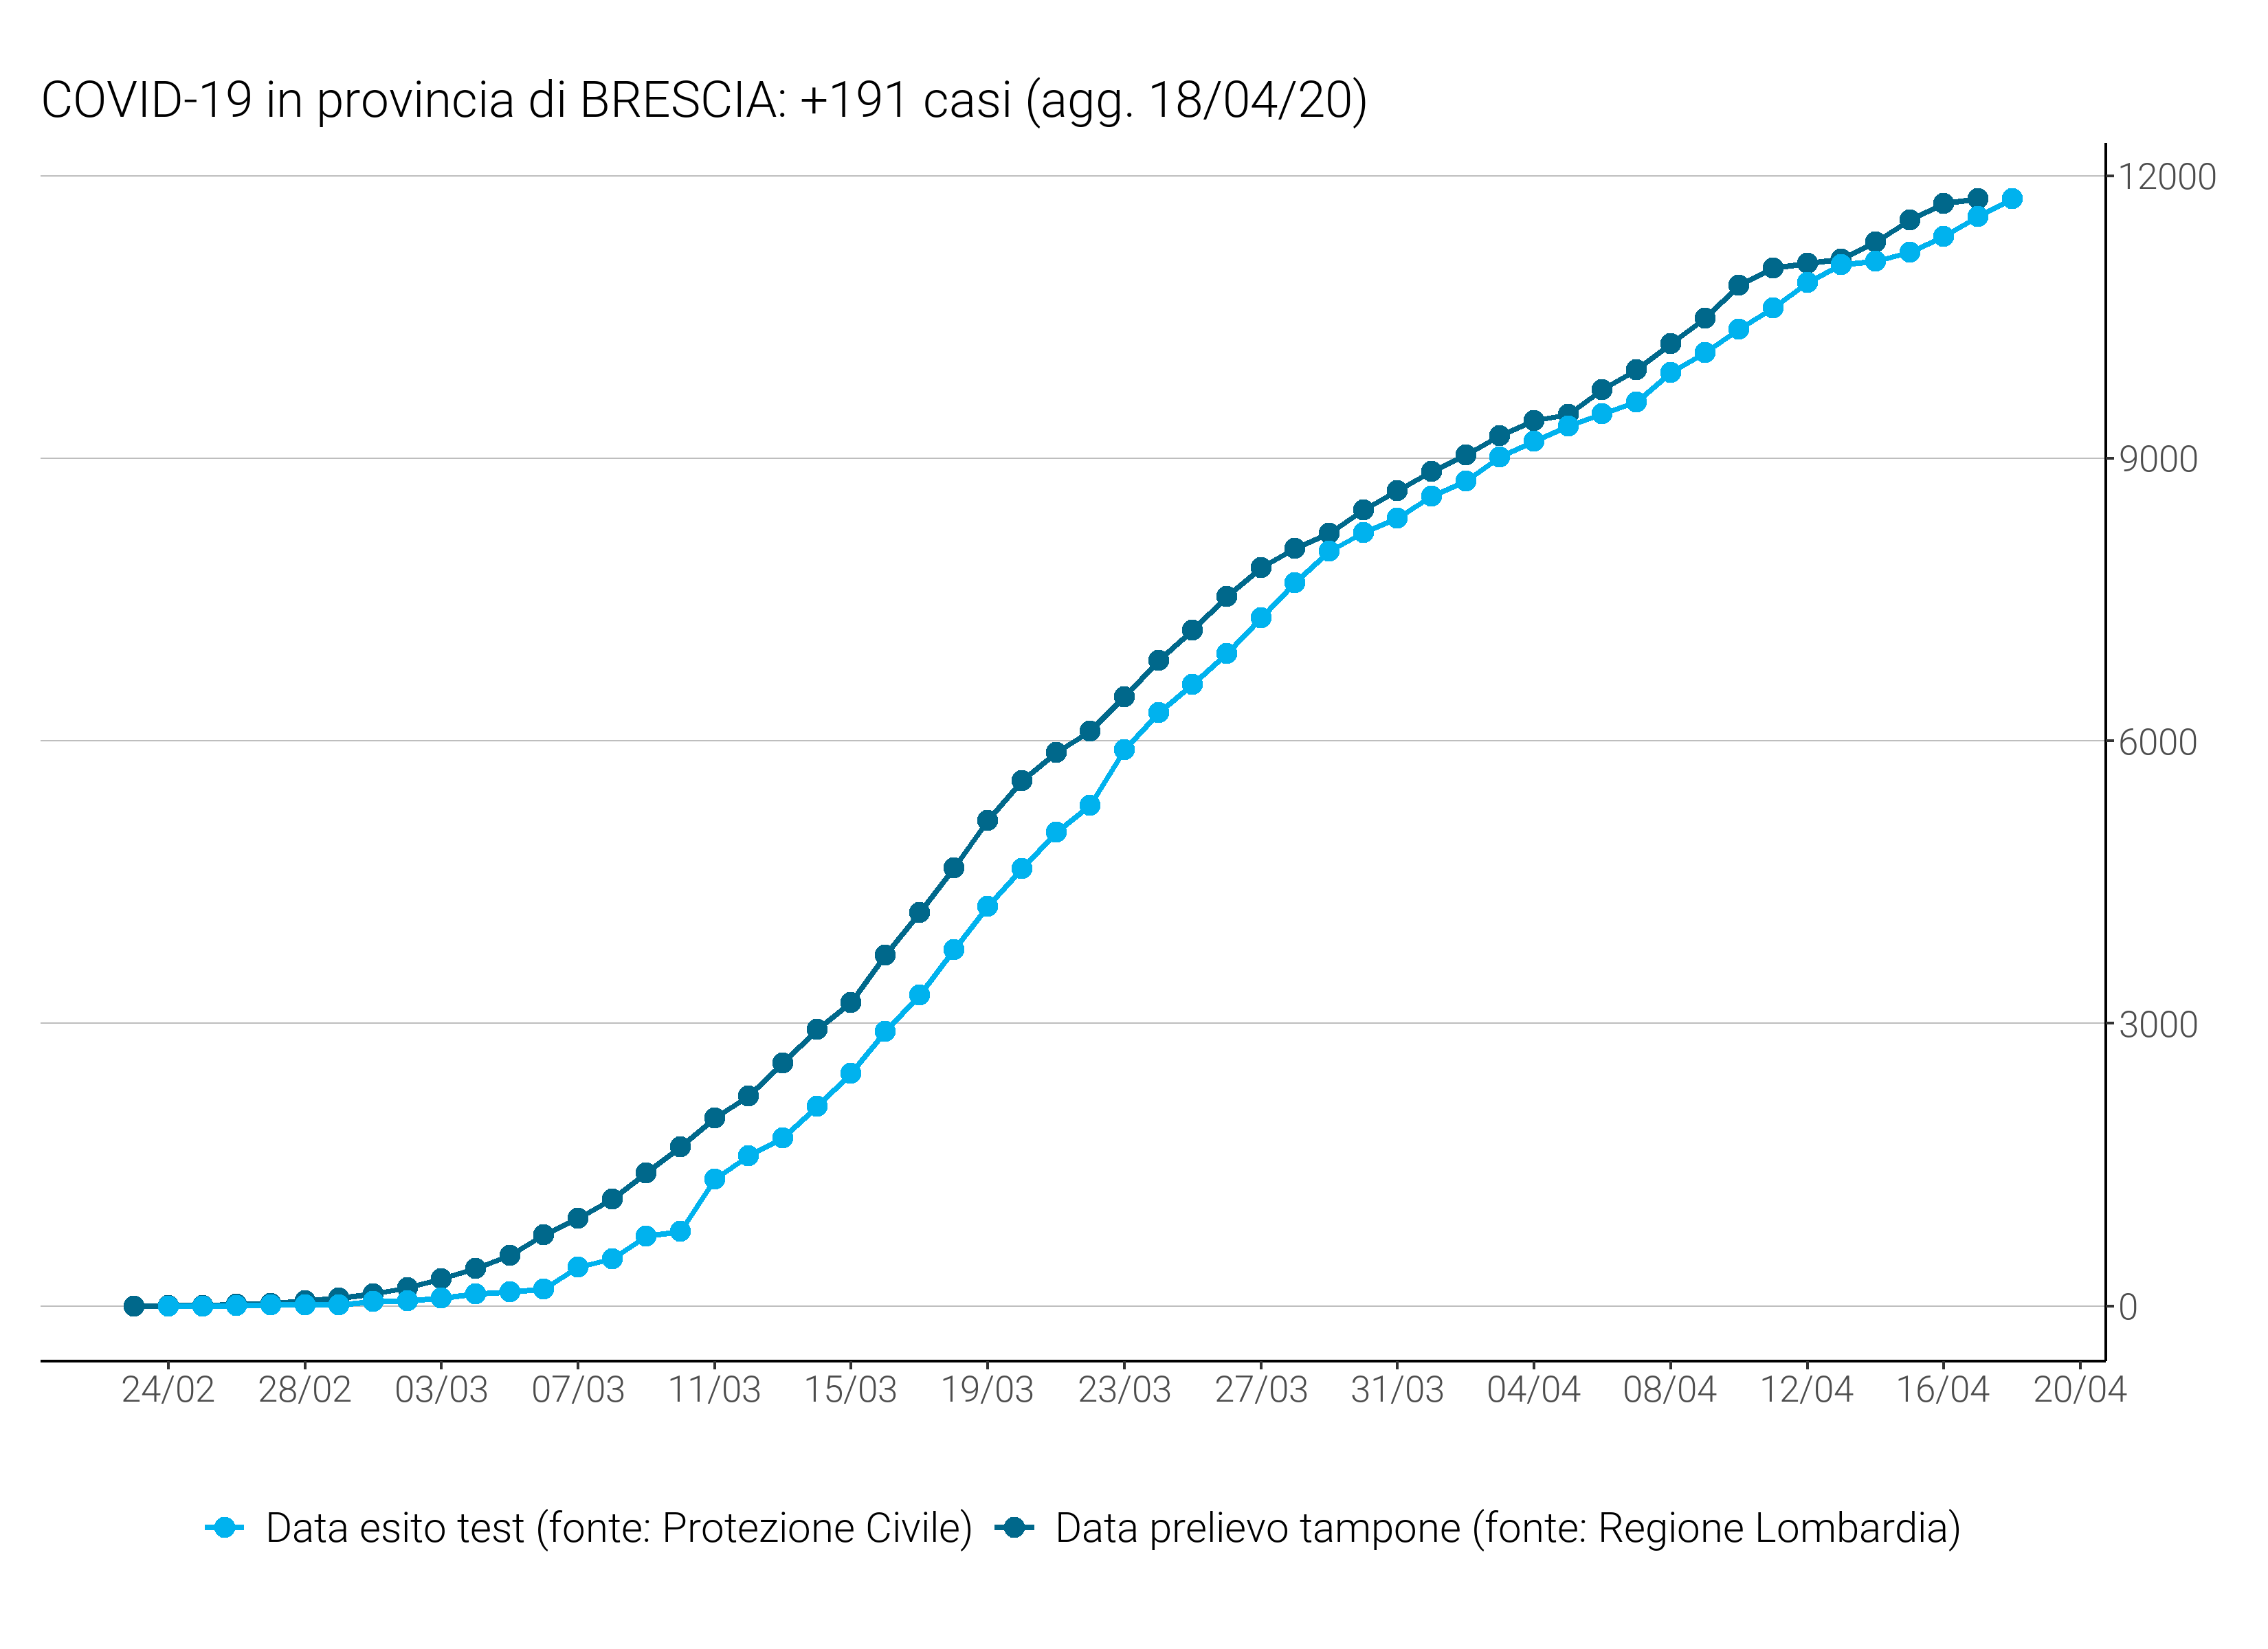 COVID-19 in provincia di BRESCIA: +191 casi (agg. 18/04/20)
12000
9000
6000
3000
0
24/02 28/02 03/03 07/03 11/03 15/03 19/03 23/03 27/03 31/03 04/04 08/04 12/04 16/04 20/04
Data esito test (fonte: Protezione Civile) Data prelievo tampone (fonte: Regione Lombardia)